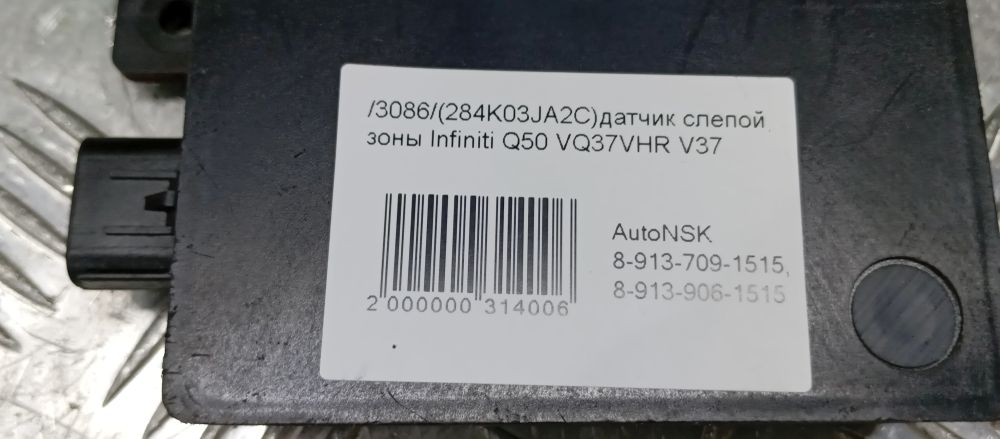 /3086/(284K03JA2C)датчик слепой
зоны Infiniti Q50 VQ37VHR V37
AutoNSK
8-913-709-1515,
8-913-906-1515
2 000000 314006